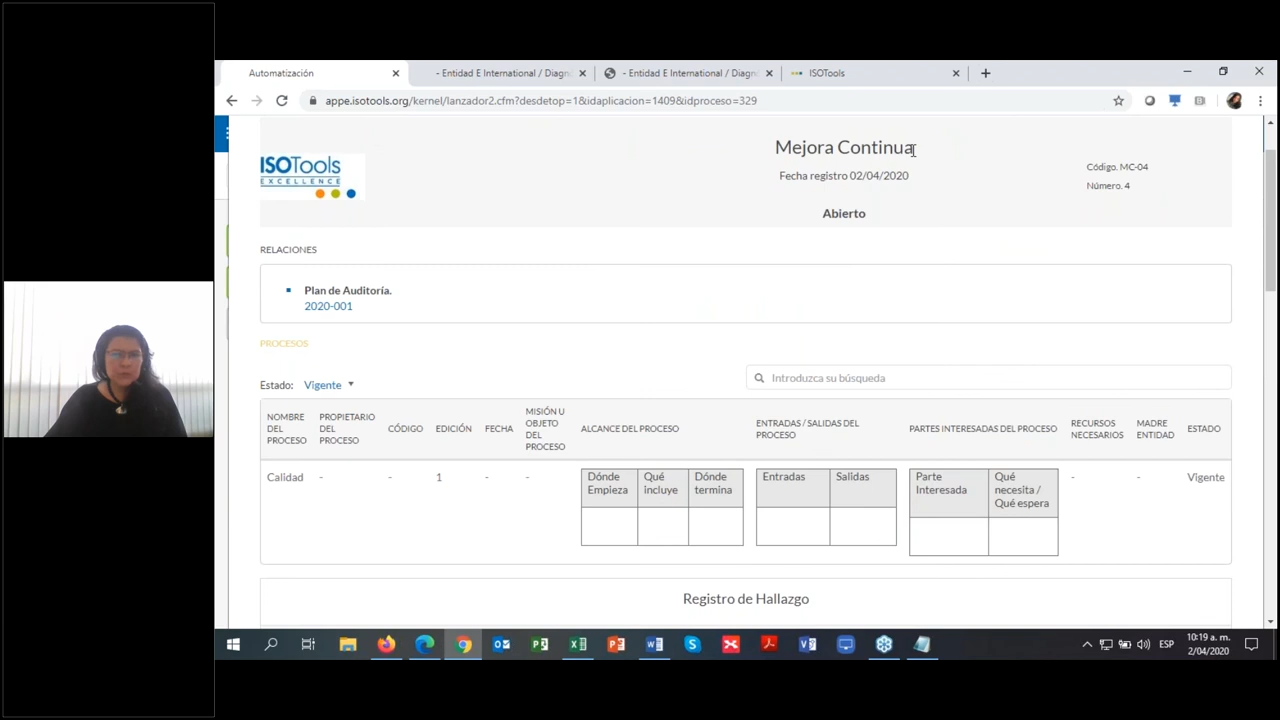 Automatización
- Entidad E International / Diagn
- Entidad E International / Diagn
ISOTools
appe.isotools.org/kernel/lanzador2.cfm?desdetop=1&idaplicacion=1409&idproceso=329
ISOTools
EXCELLENCE
Mejora Continua
Fecha registro 02/04/2020
Abierto
Código. MC-04
Número. 4
RELACIONES
Plan de Auditoría.
2020-001
PROCESOS
Estado: Vigente
Introduzca su búsqueda
NOMBRE DEL PROCESO
PROPIETARIO DEL PROCESO
CÓDIGO
EDICIÓN
FECHA
MISIÓN U OBJETO DEL PROCESO
ALCANCE DEL PROCESO
ENTRADAS / SALIDAS DEL PROCESO
PARTES INTERESADAS DEL PROCESO
RECURSOS NECESARIOS
MADRE ENTIDAD
ESTADO
Calidad
-
-
1
-
-
Dónde Empieza
Qué incluye
Dónde termina
Entradas
Salidas
Parte Interesada
Qué necesita / Qué espera
-
-
Vigente
Registro de Hallazgo
ESP
10:19 a. m.
2/04/2020